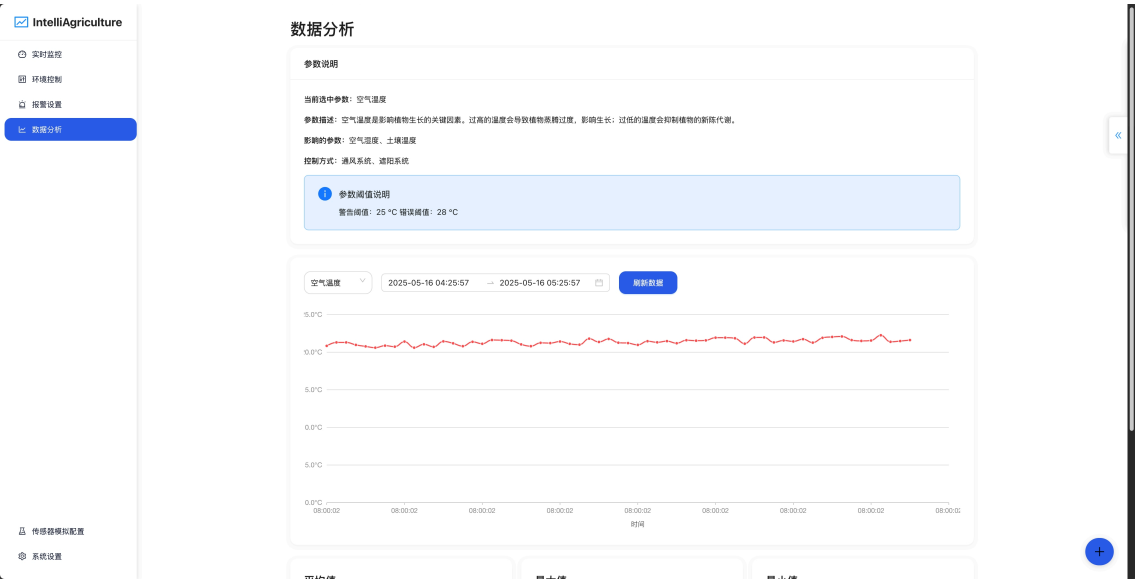 IntelliAgriculture
实时监控
环境控制
报警设置
数据分析
传感器模拟配置
系统设置
数据分析
参数说明
当前选中参数：空气温度
参数描述：空气温度是影响植物生长的关键因素。过高的温度会导致植物蒸腾过度，影响生长；过低的温度会抑制植物的新陈代谢。
影响的参数：空气湿度、土壤温度
控制方式：通风系统、遮阳系统
参数阈值说明
警告阈值：25 °C 错误阈值：28 °C
空气温度
2025-05-16 04:25:57 → 2025-05-16 05:25:57
刷新数据
5.0°C
0.0°C
5.0°C
0.0°C
5.0°C
0.0°C
08:00:02 08:00:02 08:00:02 08:00:02 08:00:02 08:00:02 08:00:02 08:00:02 08:00:02
时间
平均值 最大值 最小值